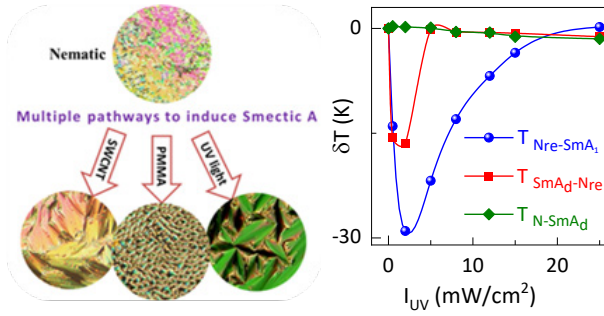 Nematic
Multiple pathways to induce Smectic A
SWCNT
PMMA
UV light
0
-30
δT (K)
T Nre-SmA₁
T SmAd-Nre
T N-SmAd
0 10 20
IUV (mW/cm²)